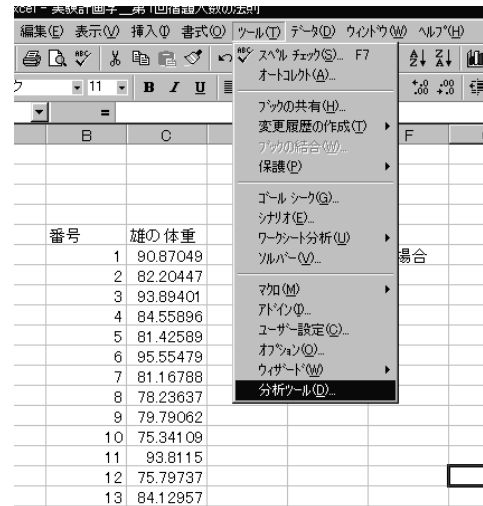 xcel - 実験計画学__第1回指錯人数の法則
編集(E) 表示(V) 挿入(I) 書式(O) ツール(T) データ(D) ウィンドウ(W) ヘルプ(H)
11 B I U
=
B C F
スペル チェック(S)... F7
オートコレクト(A)...
ブックの共有(H)...
変更履歴の作成(T)
ブックの結合(W)...
保護(P)
ゴール シーク(G)...
シナリオ(E)...
ワークシート分析(U)
ソルバー(V)...
マクロ(M)
アドイン(I)...
ユーザー設定(C)...
オプション(O)...
ウィザード(W)
分析ツール(D)...
番号 雄の体重
1 90.87049 場合
2 82.20447
3 93.89401
4 84.55896
5 81.42589
6 95.55479
7 81.16788
8 78.23637
9 79.79062
10 75.34109
11 93.8115
12 75.79737
13 84.12957